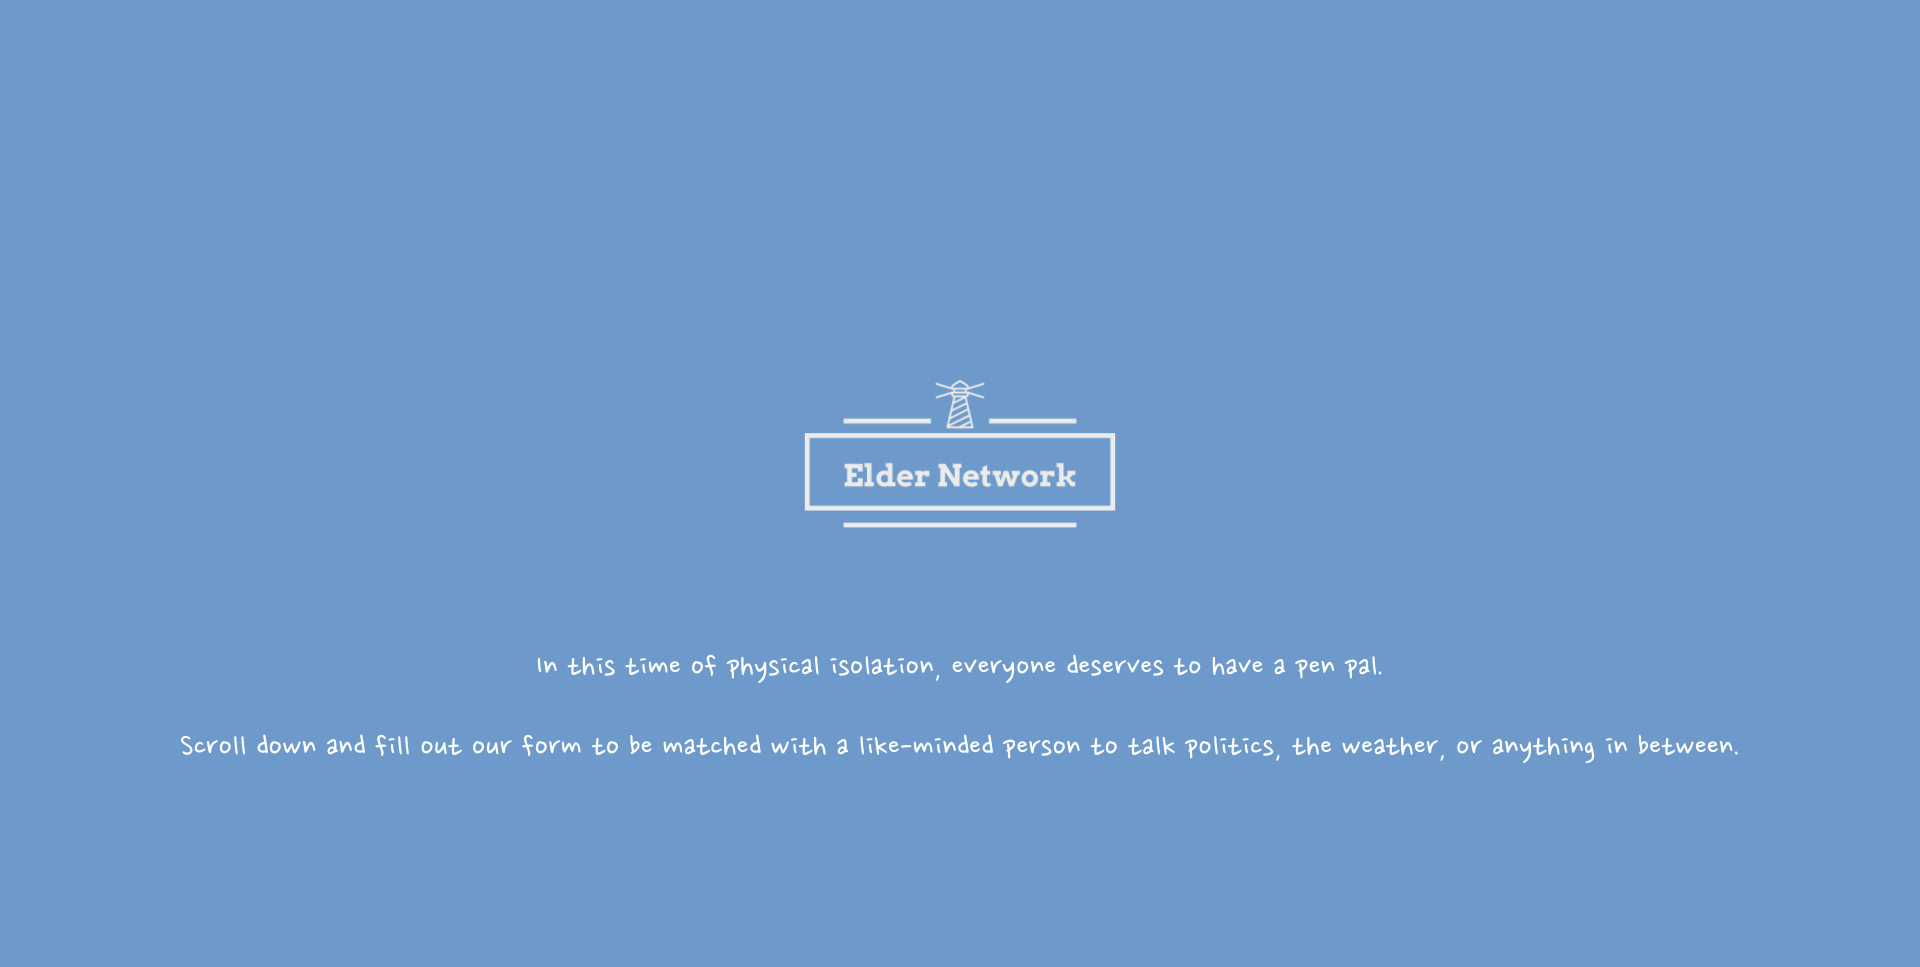 Elder Network
In this time of physical isolation, everyone deserves to have a pen pal.
Scroll down and fill out our form to be matched with a like-minded person to talk politics, the weather, or anything in between.